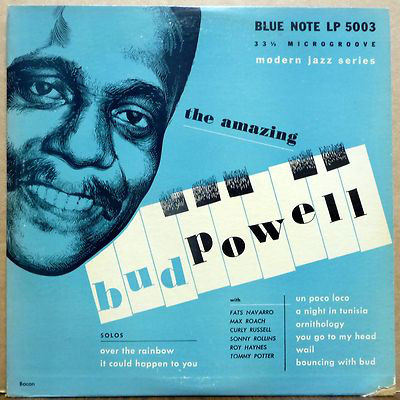 BLUE NOTE LP 5003
33⅓ MICROGROOVE
modern jazz series
the amazing
bud Powell
SOLOS
over the rainbow
it could happen to you
with
FATS NAVARRO
MAX ROACH
CURLY RUSSELL
SONNY ROLLINS
ROY HAYNES
TOMMY POTTER
un poco loco
a night in tunisia
ornithology
you go to my head
wail
bouncing with bud
Bacon